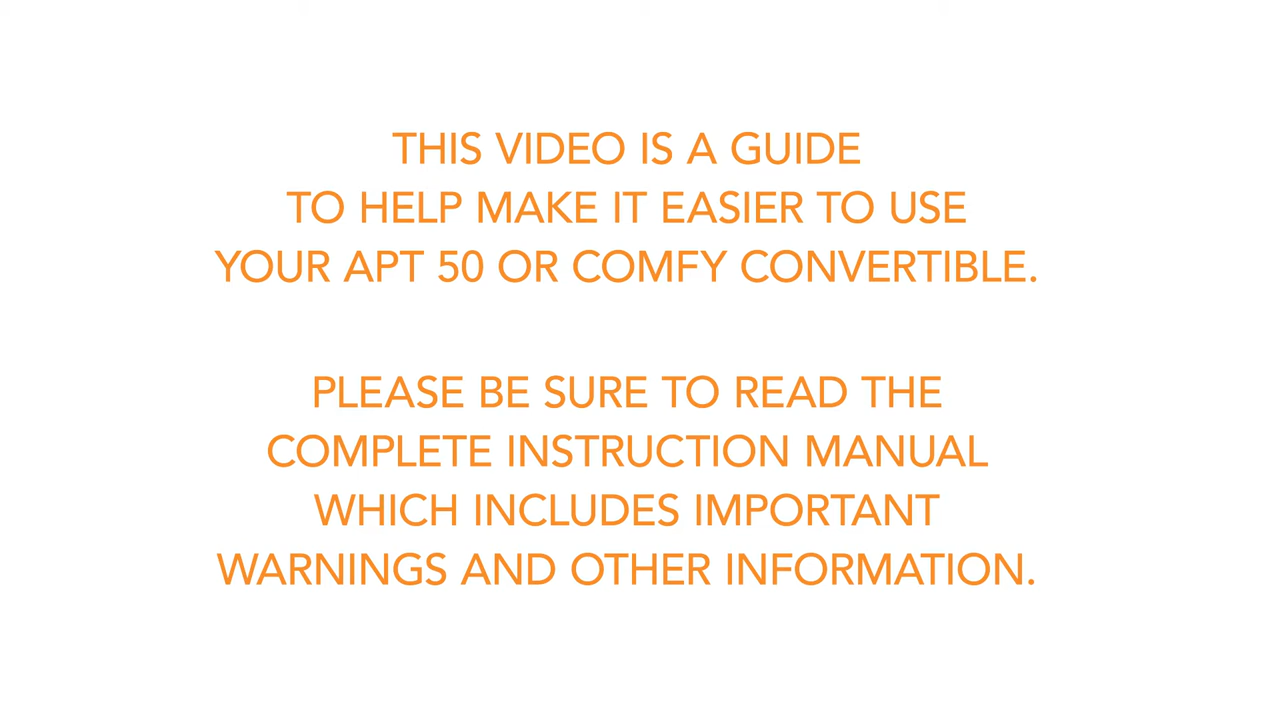 THIS VIDEO IS A GUIDE
TO HELP MAKE IT EASIER TO USE
YOUR APT 50 OR COMFY CONVERTIBLE.
PLEASE BE SURE TO READ THE
COMPLETE INSTRUCTION MANUAL
WHICH INCLUDES IMPORTANT
WARNINGS AND OTHER INFORMATION.